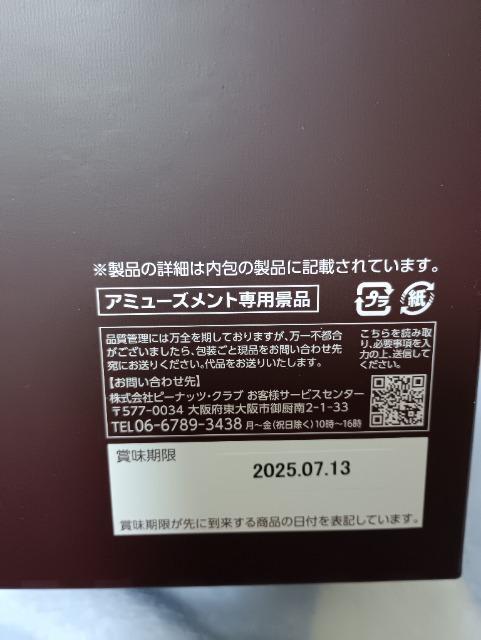 ※製品の詳細は内包の製品に記載されています。
アミューズメント専用景品
プラ
紙
品質管理には万全を期しておりますが、万一不都合
がございましたら、包装ごと現品をお問い合わせ先
宛にお送りください。代品をお送りいたします。
【お問い合わせ先】
株式会社ピーナッツ・クラブ お客様サービスセンター
〒577-0034 大阪府東大阪市御厨南2-1-33
TEL06-6789-3438 月〜金(祝日除く)10時〜16時
こちらを読み取
り、必要事項を入
力の上、送信して
ください。
賞味期限
2025.07.13
賞味期限が先に到来する商品の日付を表記しています。